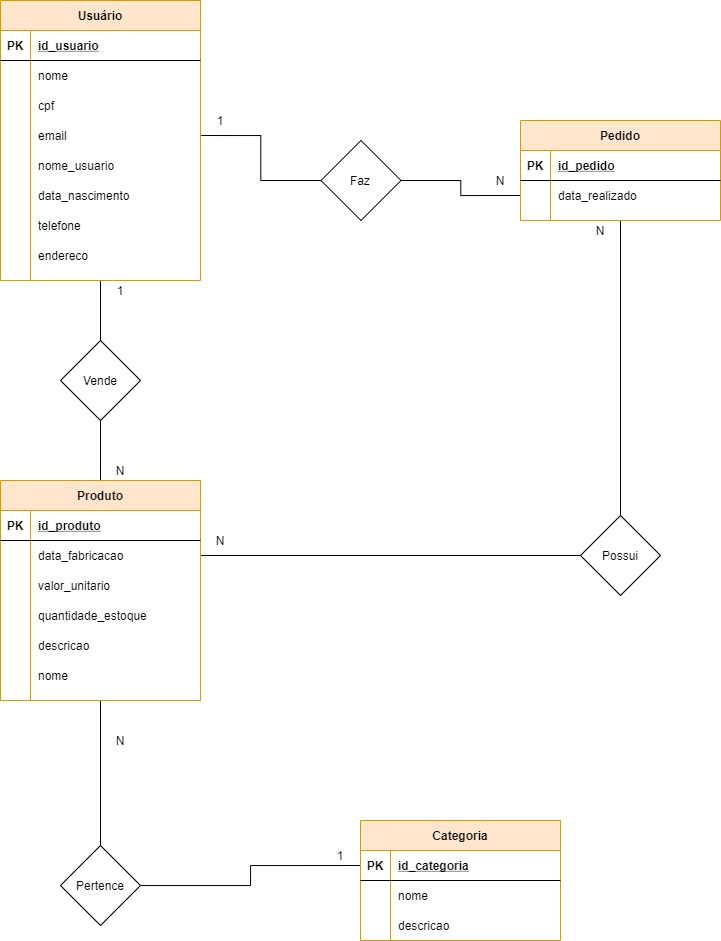 Usuário
PK id_usuario
nome
cpf
email
nome_usuario
data_nascimento
telefone
endereco
1
Faz
N
Pedido
PK id_pedido
data_realizado
N
1
Vende
N
Produto
PK id_produto
data_fabricacao
valor_unitario
quantidade_estoque
descricao
nome
N
Possui
N
Pertence
1
Categoria
PK id_categoria
nome
descricao